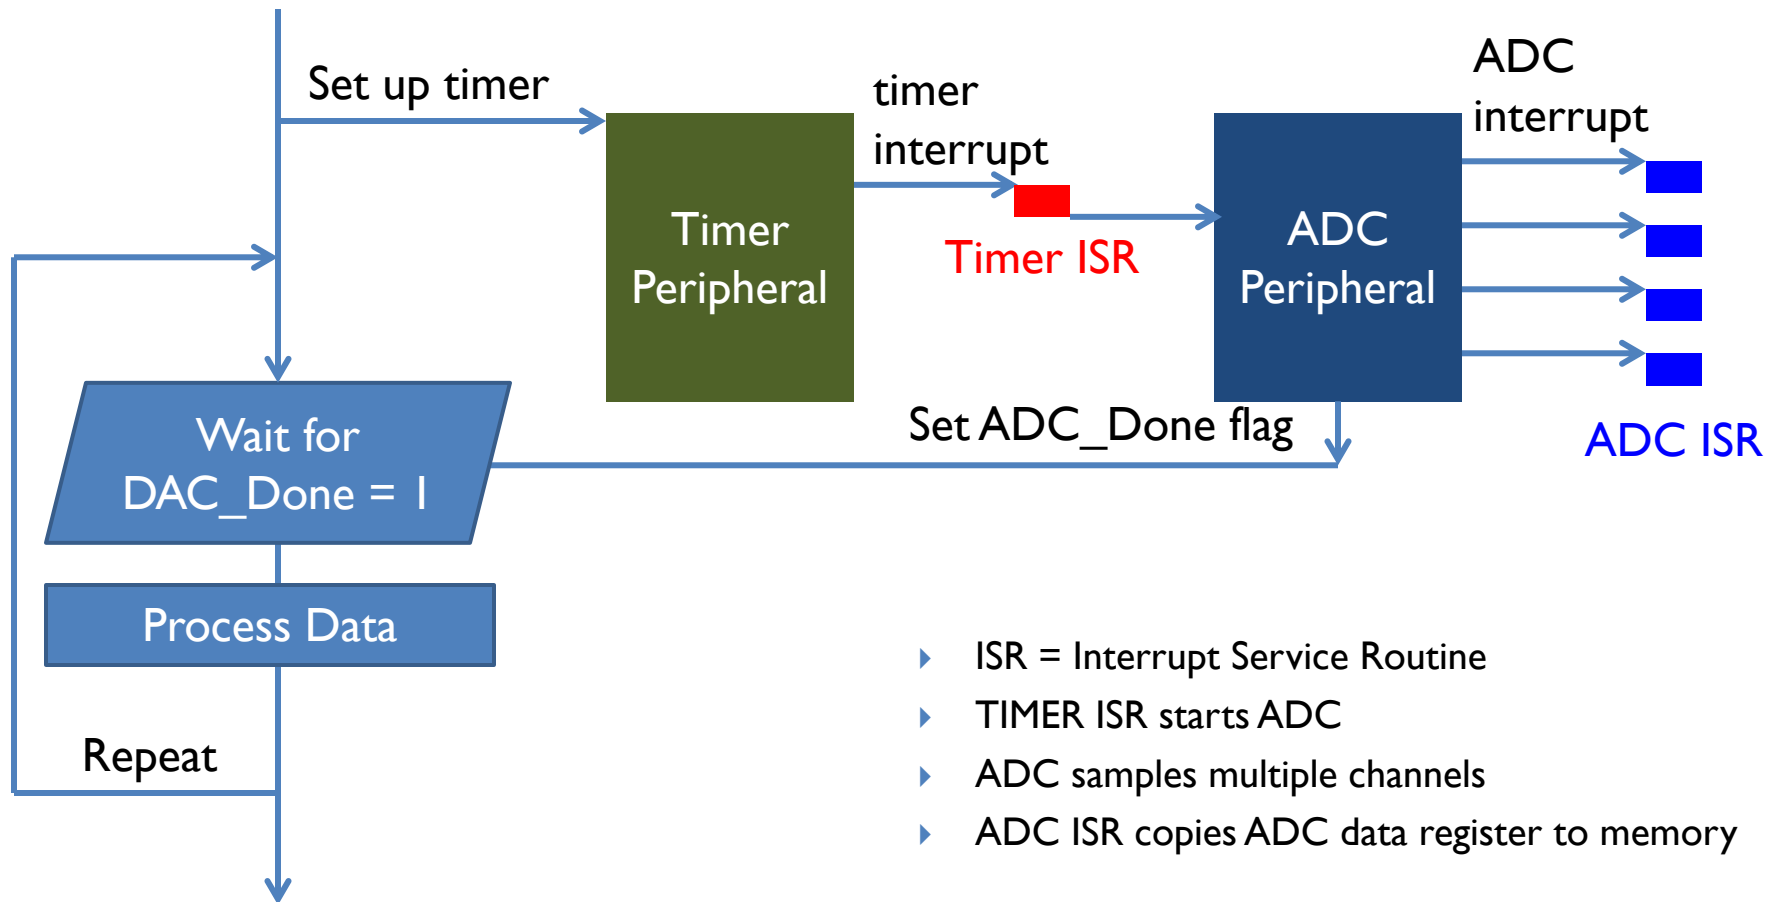 Set up timer
timer
interrupt
ADC
interrupt
Timer
Peripheral
Timer ISR
ADC
Peripheral
ADC ISR
Set ADC_Done flag
Wait for
DAC_Done = 1
Process Data
Repeat
ISR = Interrupt Service Routine
TIMER ISR starts ADC
ADC samples multiple channels
ADC ISR copies ADC data register to memory